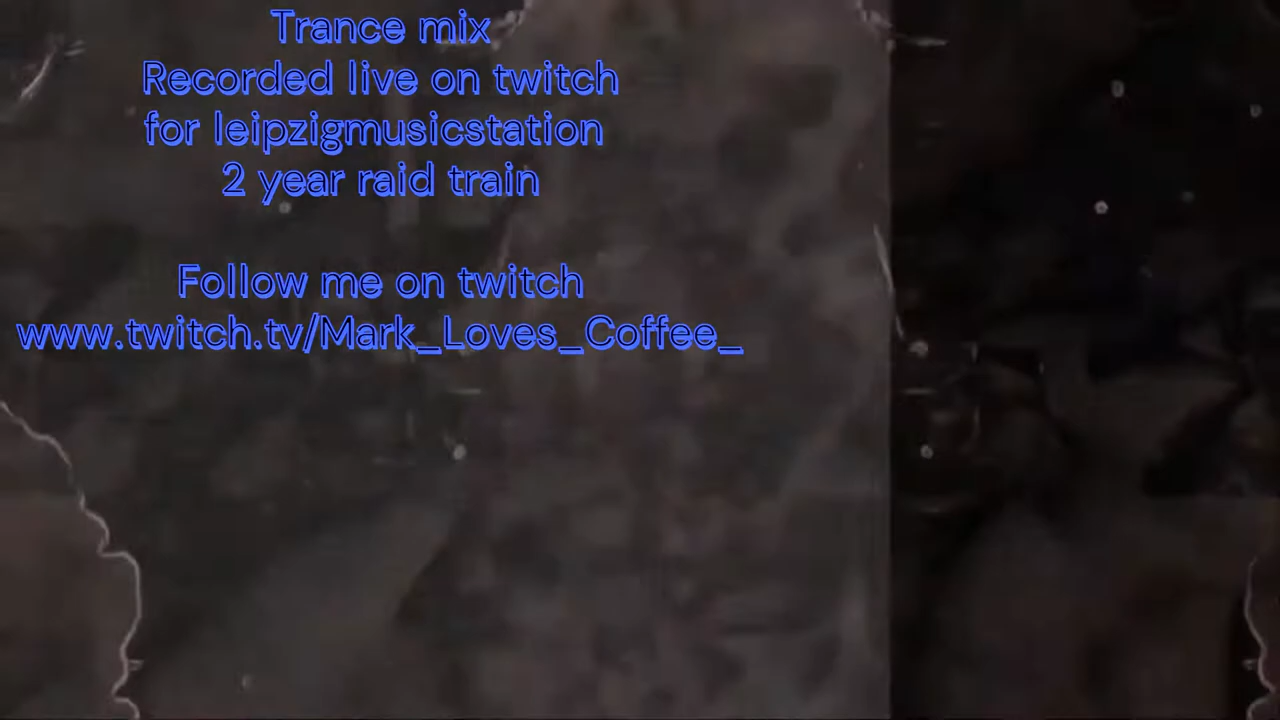 Trance mix
Recorded live on twitch
for leipzigmusicstation
2 year raid train
Follow me on twitch
www.twitch.tv/Mark_Loves_Coffee_